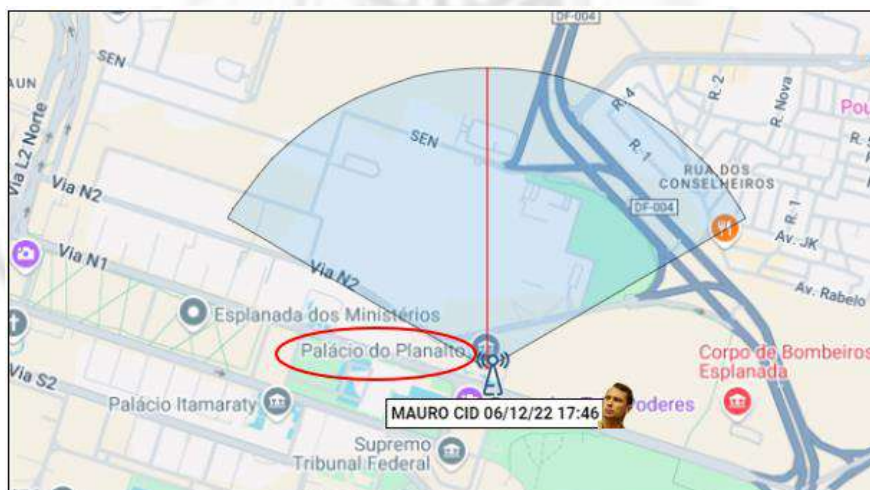 DF-004
SEN
AUN
Via L2 Norte
R. 4
R. 2
R. Nova
Pou
SEN
R. 1
RUA DOS
CONSELHEIROS
Via N2
DF-004
R. 1
Av. JK
Via N1
Via N2
Av. Rabelo
Esplanada dos Ministérios
Palácio do Planalto
Corpo de Bombeiros
Esplanada
Via S2
Palácio Itamaraty
MAURO CID 06/12/22 17:46
oderes
Supremo
Tribunal Federal